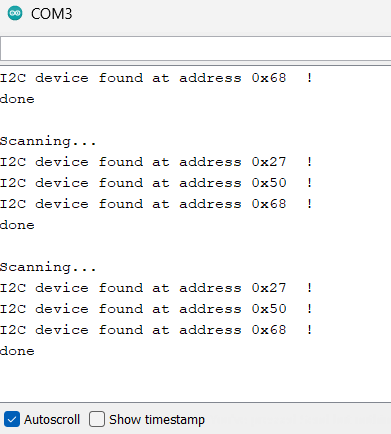 COM3
I2C device found at address 0x68  !
done

Scanning...
I2C device found at address 0x27  !
I2C device found at address 0x50  !
I2C device found at address 0x68  !
done

Scanning...
I2C device found at address 0x27  !
I2C device found at address 0x50  !
I2C device found at address 0x68  !
done
Autoscroll Show timestamp